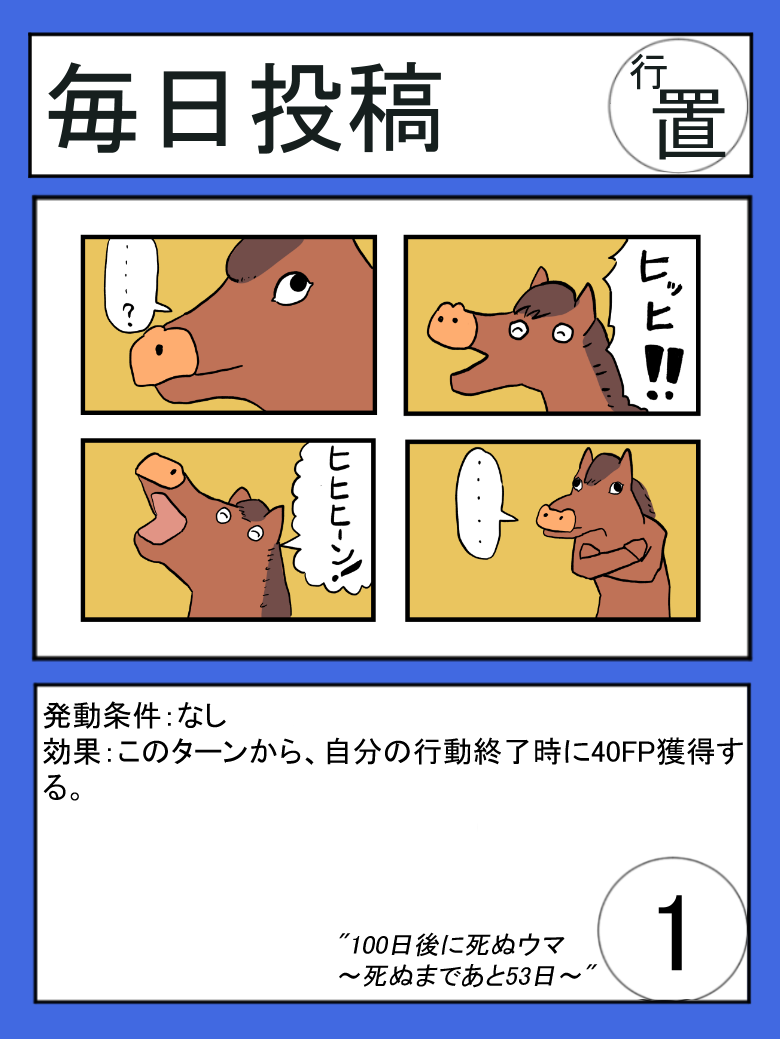 毎日投稿
行
置
・・・・?
ヒッヒ!!
ヒヒヒーン!!
・・・・・
発動条件：なし
効果：このターンから、自分の行動終了時に40FP獲得す
る。
"100日後に死ぬウマ
～死ぬまであと53日～"
1